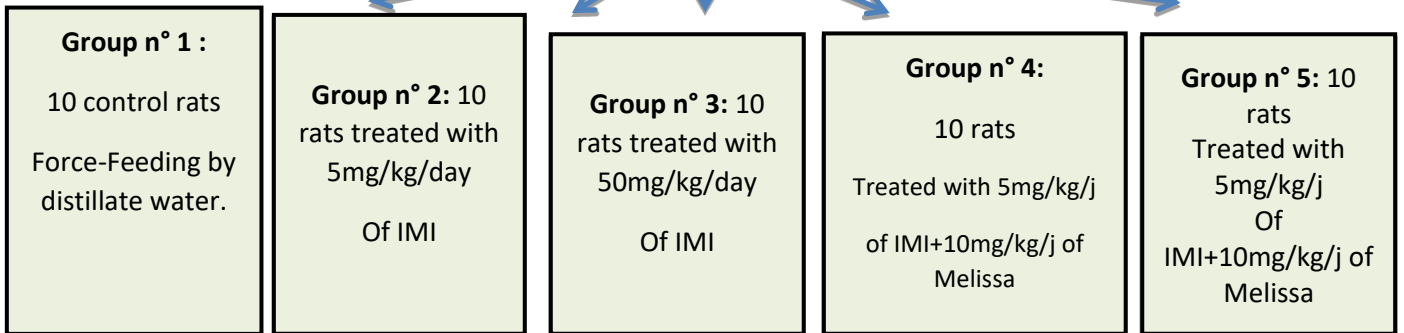 Group n° 1 :
10 control rats
Force-Feeding by
distillate water.
Group n° 2: 10
rats treated with
5mg/kg/day
Of IMI
Group n° 3: 10
rats treated with
50mg/kg/day
Of IMI
Group n° 4:
10 rats
Treated with 5mg/kg/j
of IMI+10mg/kg/j of
Melissa
Group n° 5: 10
rats
Treated with
5mg/kg/j
Of
IMI+10mg/kg/j of
Melissa